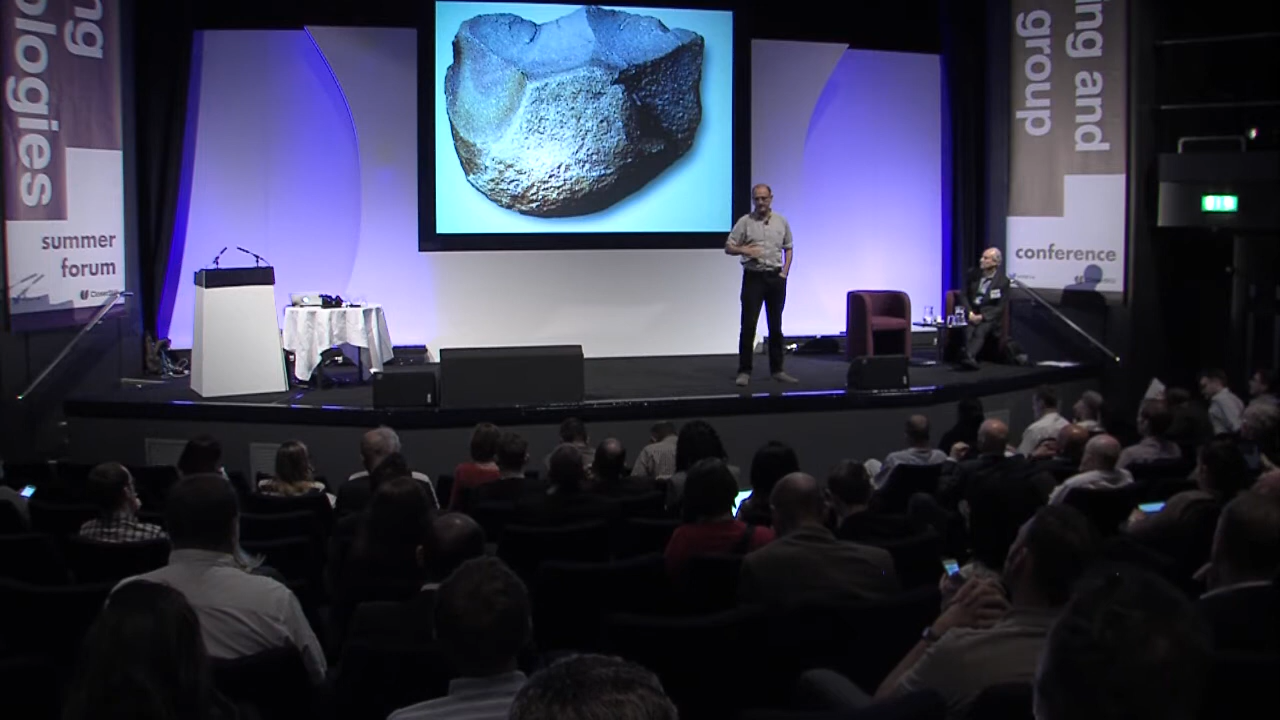 ng
ologies
summer
forum
ing and
group
conference